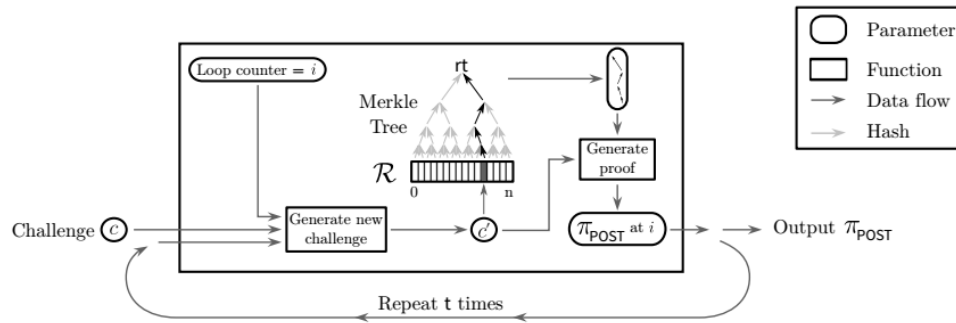 Loop counter = i
rt
Merkle
Tree
ℛ
0
n
Generate
proof
Generate new
challenge
c′
π_POST at i
Challenge c
Output π_POST
Repeat t times
Parameter
Function
Data flow
Hash